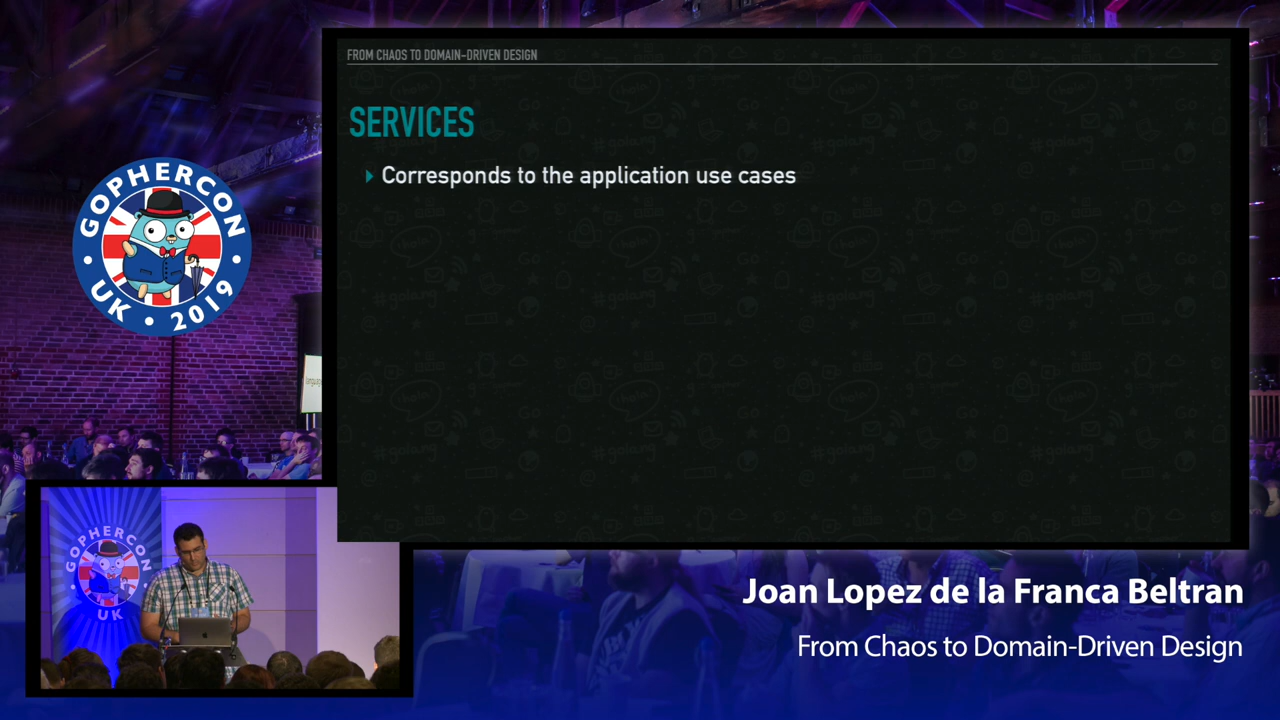 FROM CHAOS TO DOMAIN-DRIVEN DESIGN
SERVICES
Corresponds to the application use cases
GOPHERCON
UK • 2019
GOPHERCON
UK
Joan Lopez de la Franca Beltran
From Chaos to Domain-Driven Design